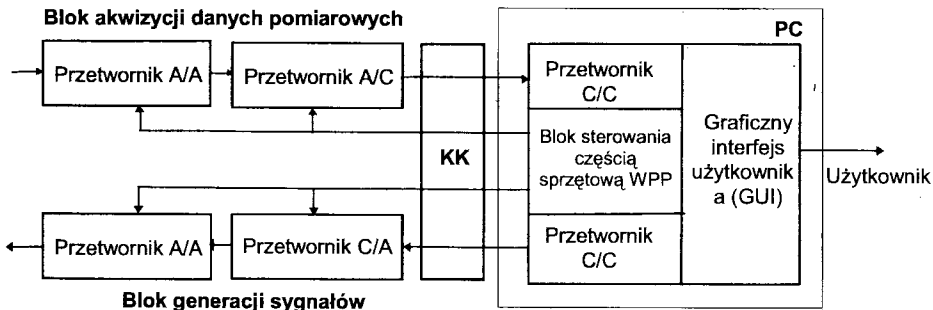 Blok akwizycji danych pomiarowych
PC
Przetwornik A/A
Przetwornik A/C
KK
Przetwornik
C/C
Blok sterowania
częścią
sprzętową WPP
Przetwornik
C/C
Graficzny
interfejs
użytkownik
a (GUI)
Użytkownik
Przetwornik A/A
Przetwornik C/A
Blok generacji sygnałów